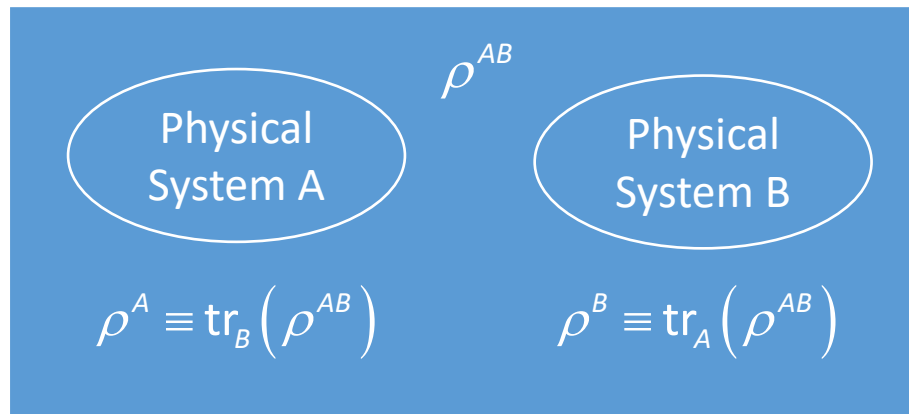 ρ^{AB}
Physical
System A
Physical
System B
ρ^A ≡ tr_B(ρ^{AB})
ρ^B ≡ tr_A(ρ^{AB})